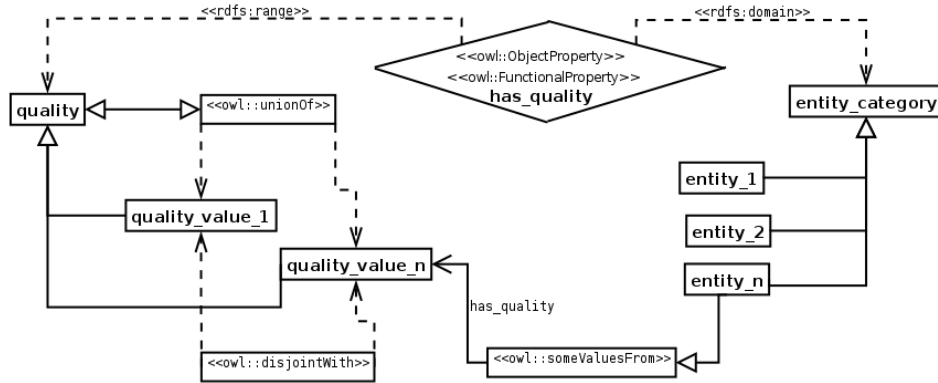 <<rdfs:range>>
<<rdfs:domain>>
<<owl::ObjectProperty>>
<<owl::FunctionalProperty>>
has_quality
quality
<<owl::unionOf>>
entity_category
entity_1
quality_value_1
entity_2
quality_value_n
entity_n
has_quality
<<owl::disjointWith>>
<<owl::someValuesFrom>>